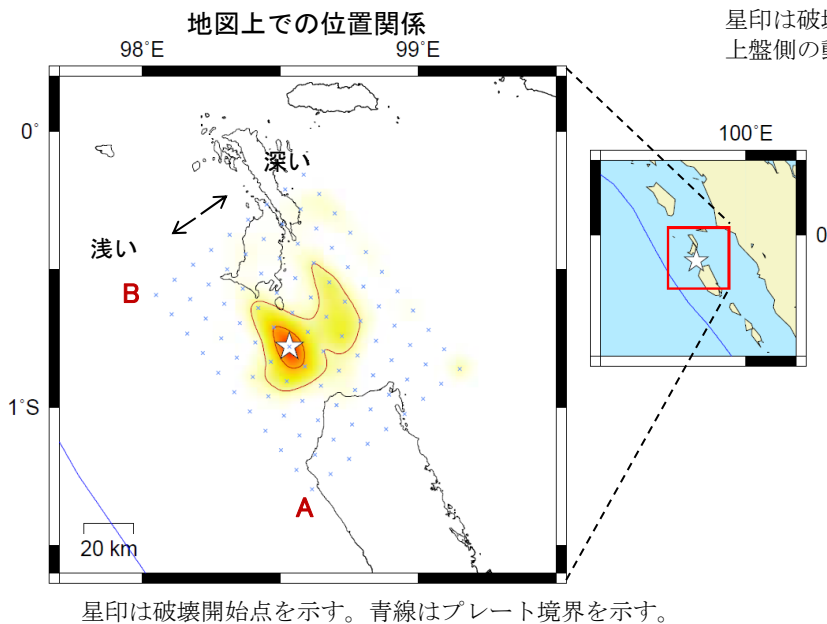 地図上での位置関係
星印は破壊
上盤側の
98°E
99°E
100°E
0°
深い
浅い
0
B
1°S
A
20 km
星印は破壊開始点を示す。青線はプレート境界を示す。